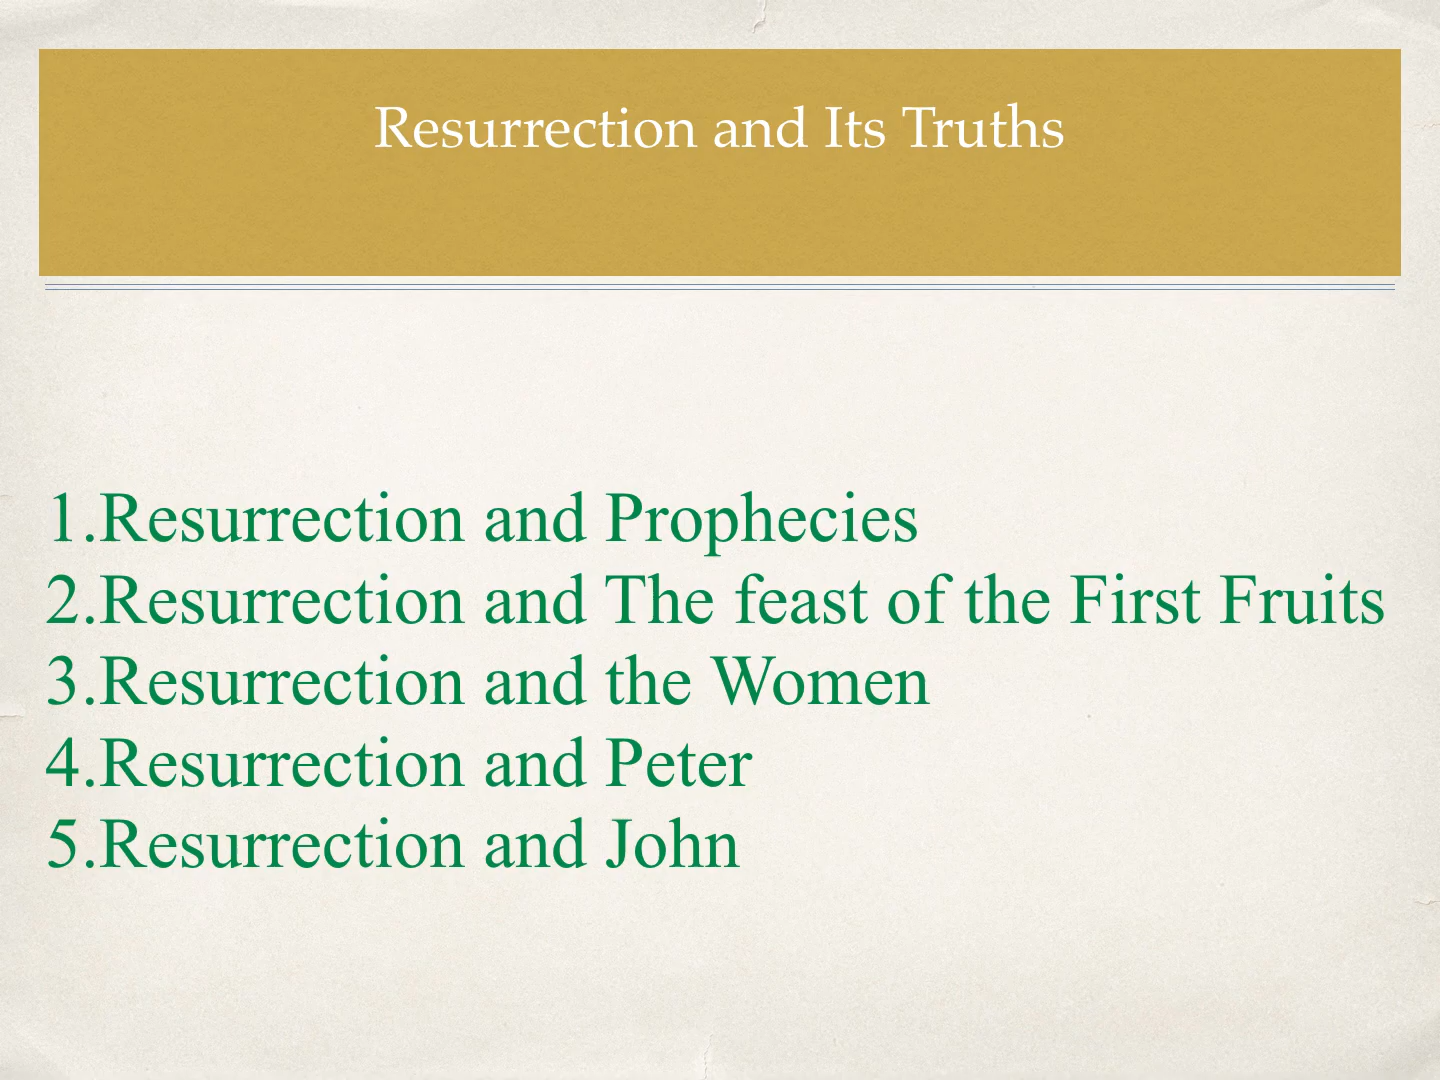 Resurrection and Its Truths
1.Resurrection and Prophecies
2.Resurrection and The feast of the First Fruits
3.Resurrection and the Women
4.Resurrection and Peter
5.Resurrection and John